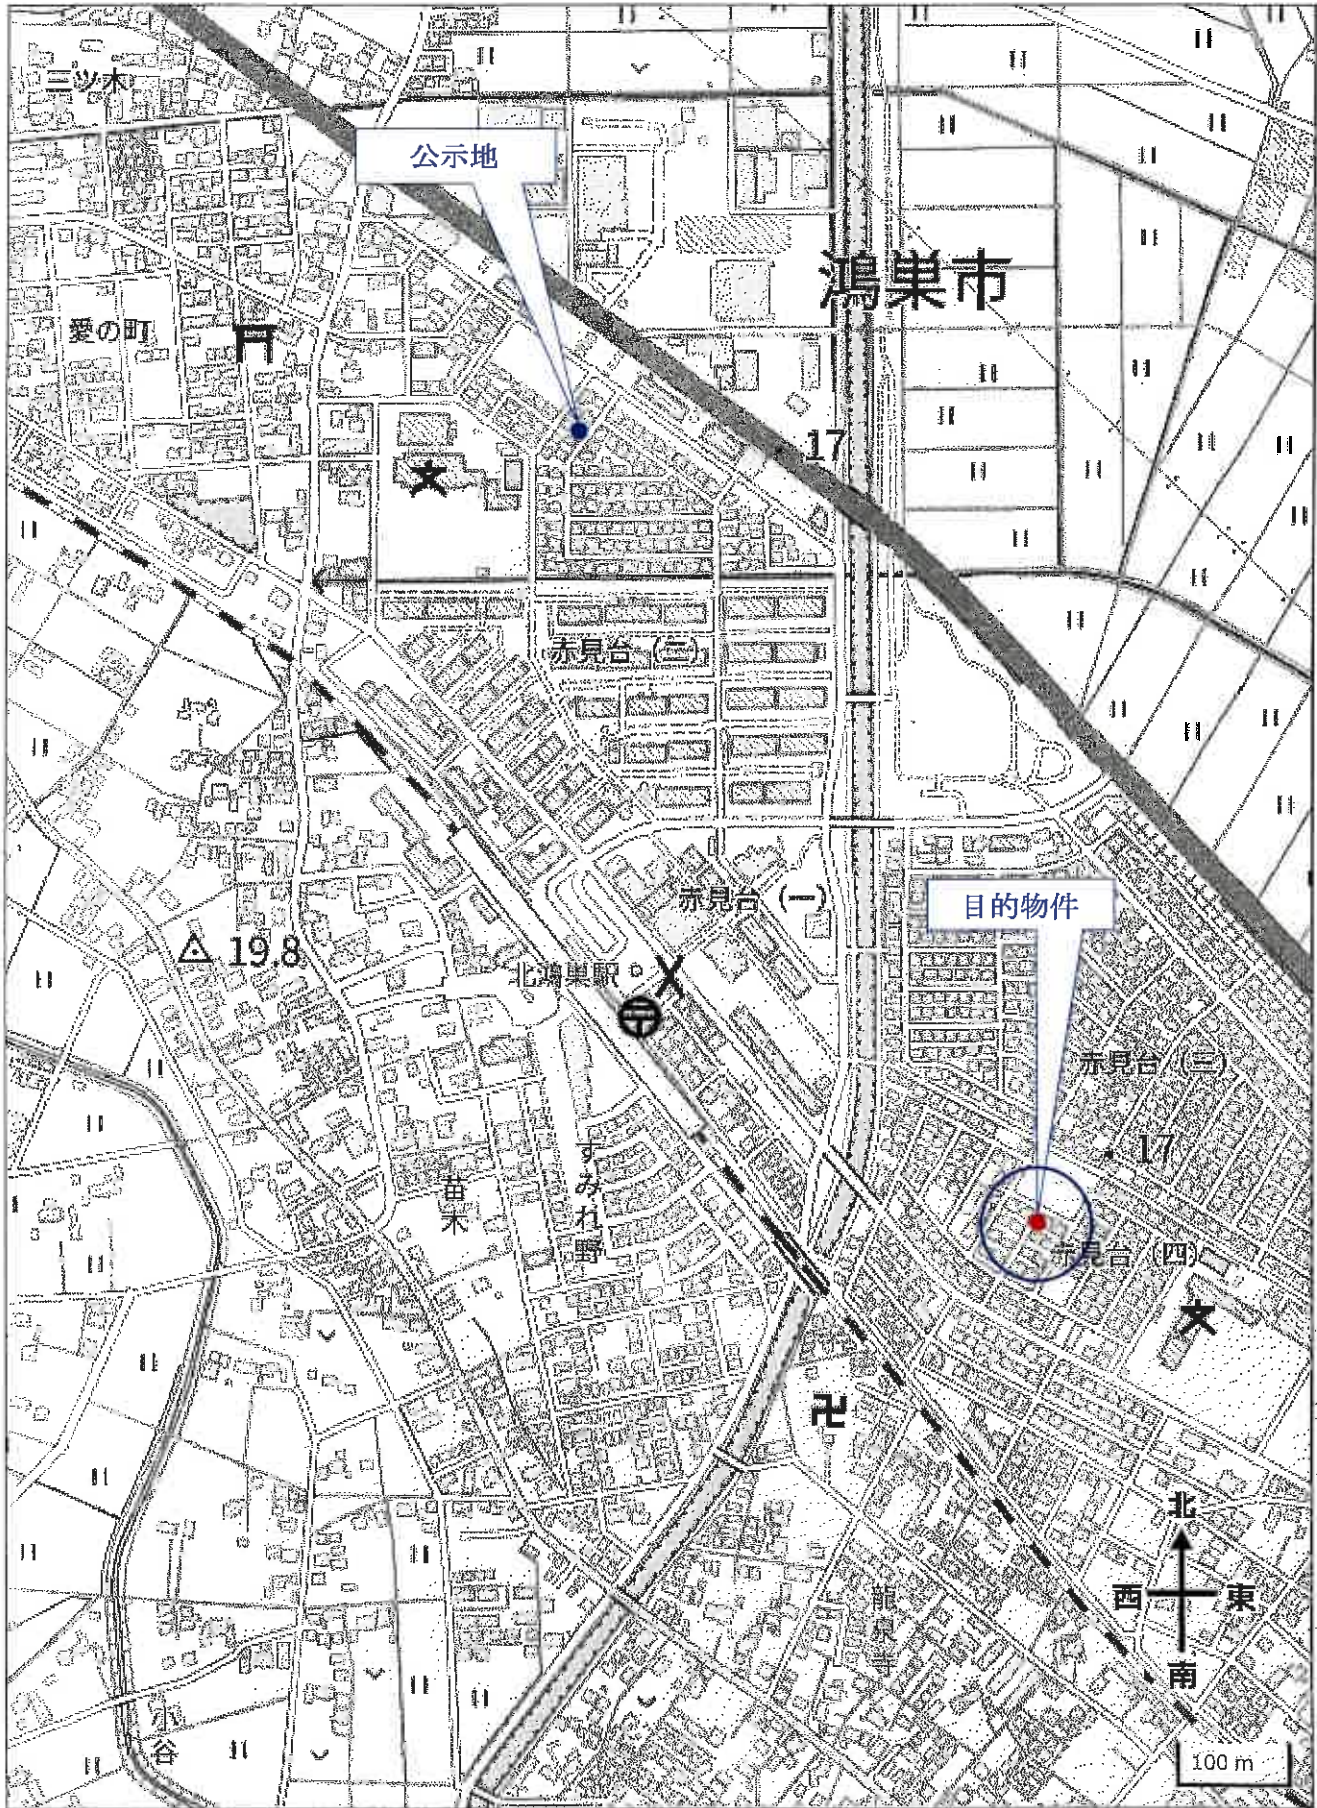 三ツ木
公示地
鴻巣市
愛の町
17
赤見台 (二)
赤見台 (一)
目的物件
19.8
北鴻巣駅
赤見台 (三)
17
すみれ野
苗木
赤見台 (四)
北
西 東
南
龍泉寺
小谷
100 m